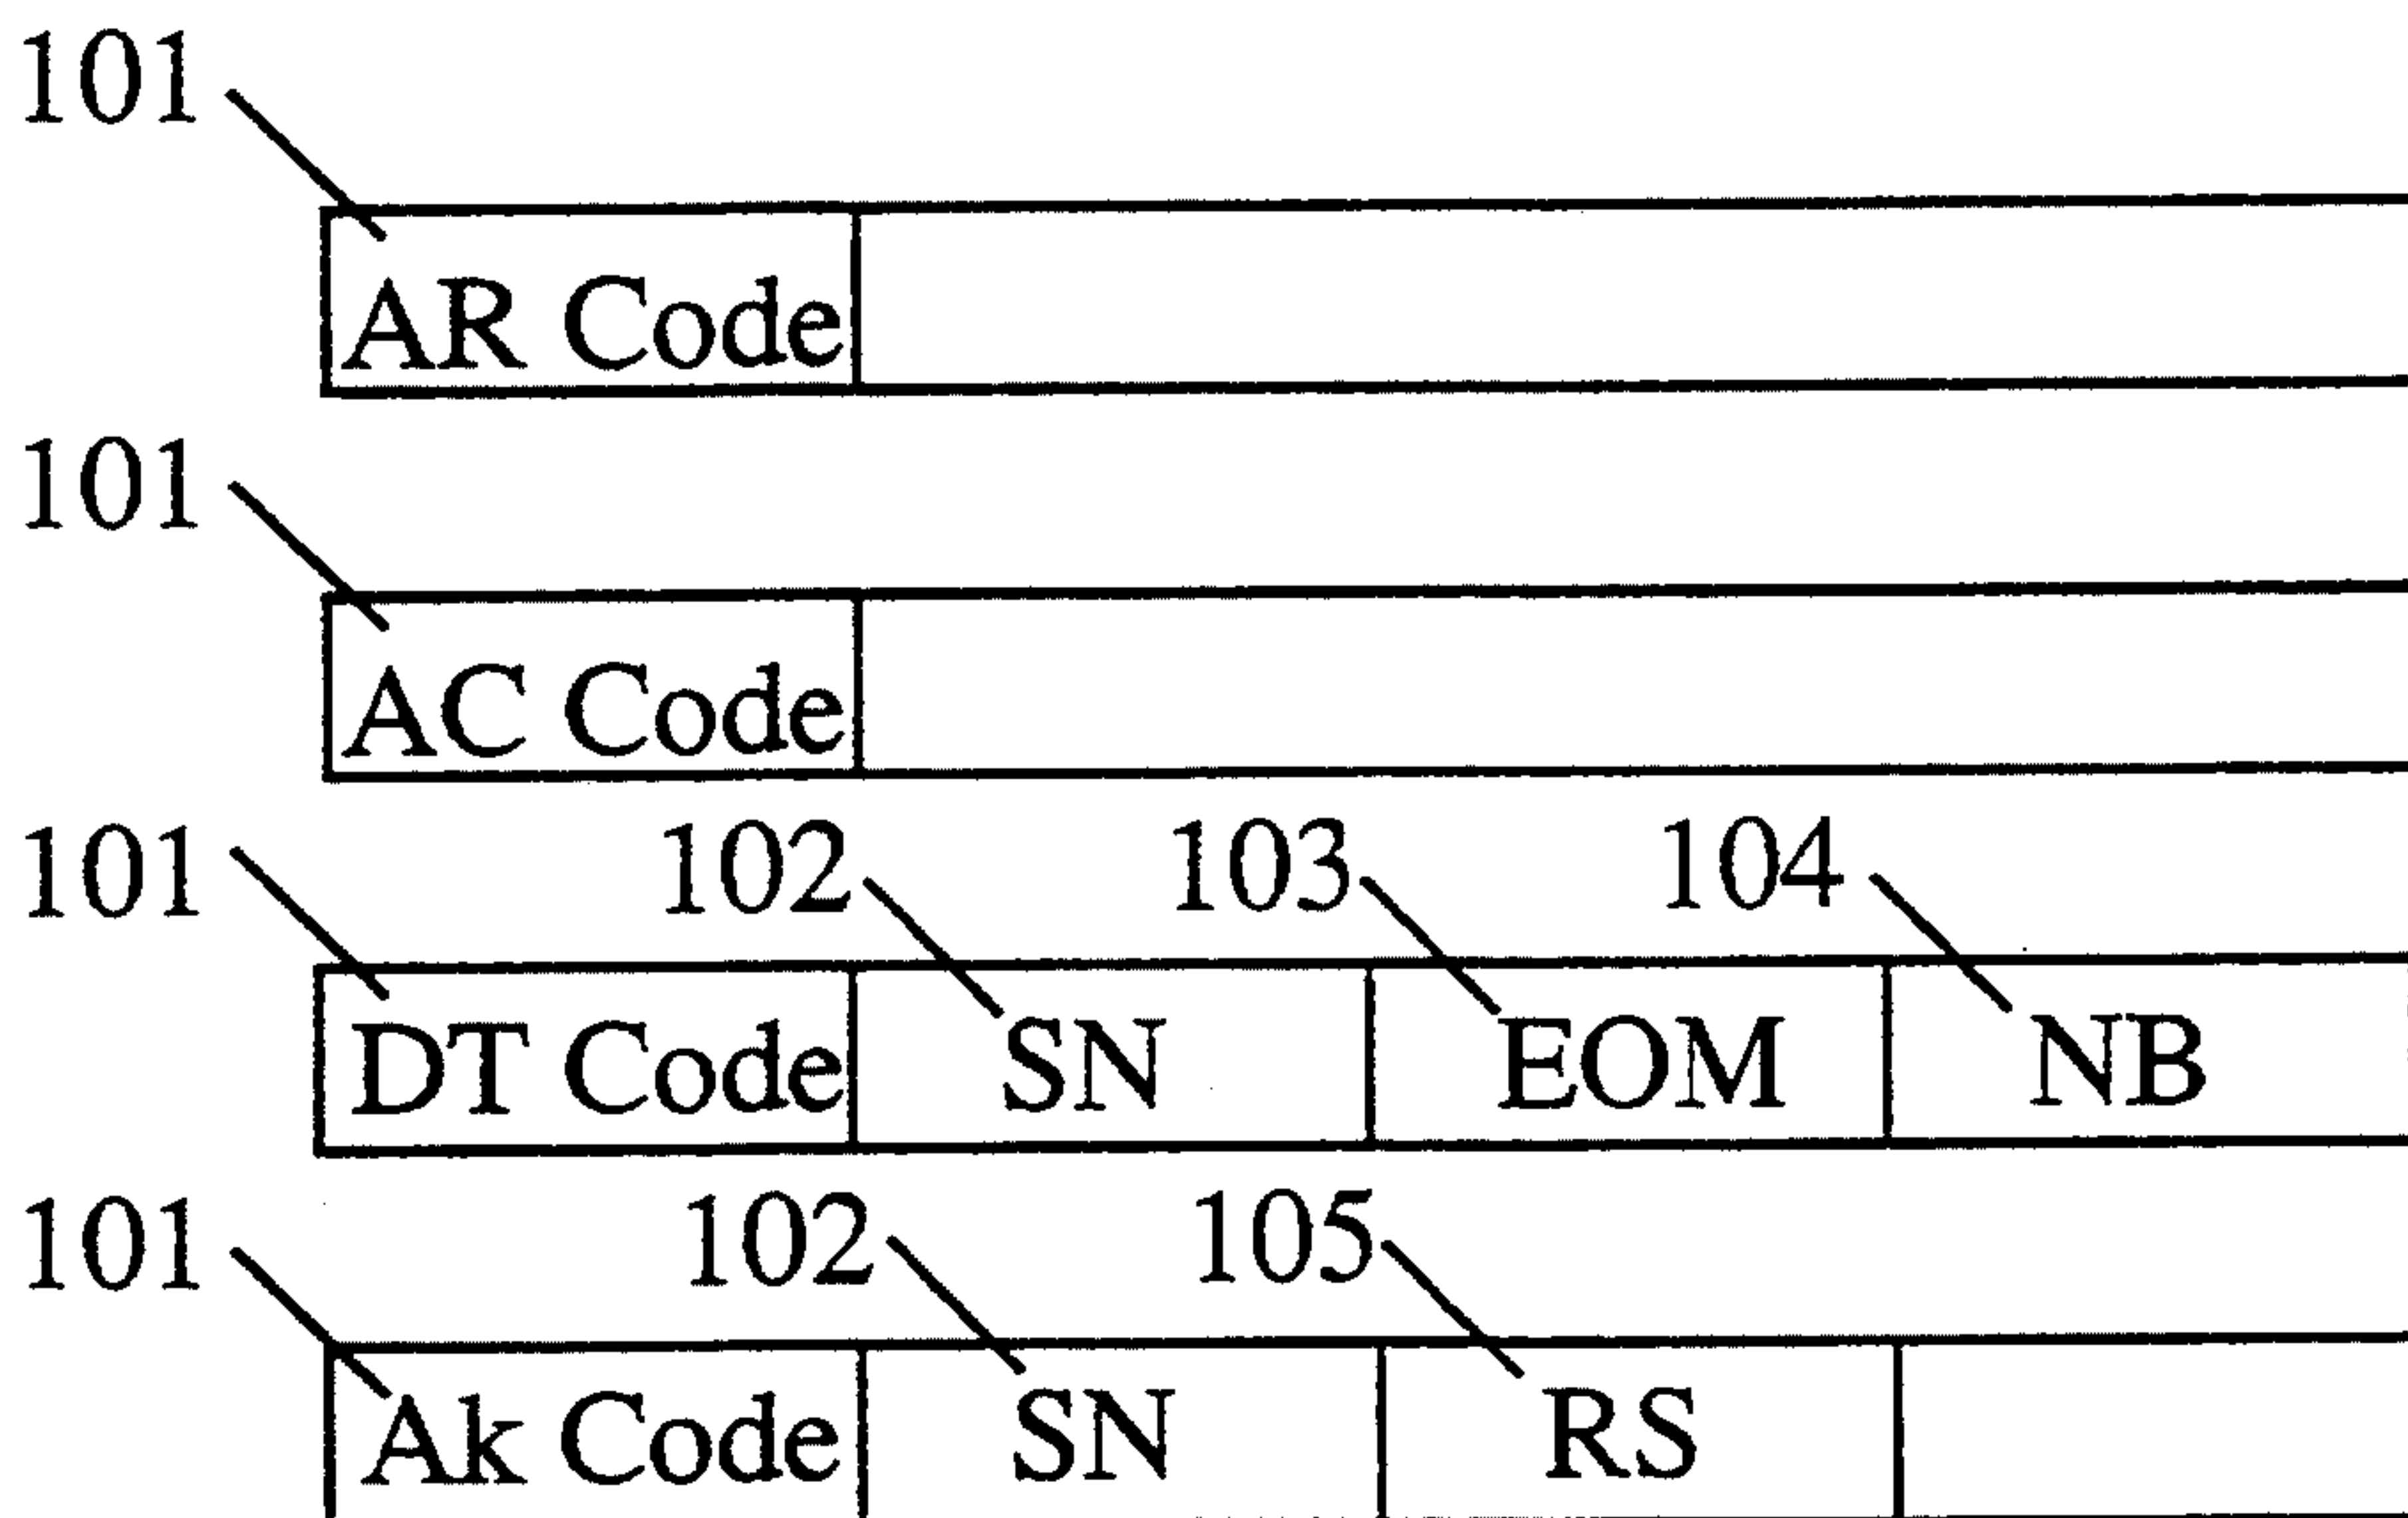 101
AR Code
101
AC Code
101 102 103 104
DT Code SN EOM NB
101 102 105
Ak Code SN RS